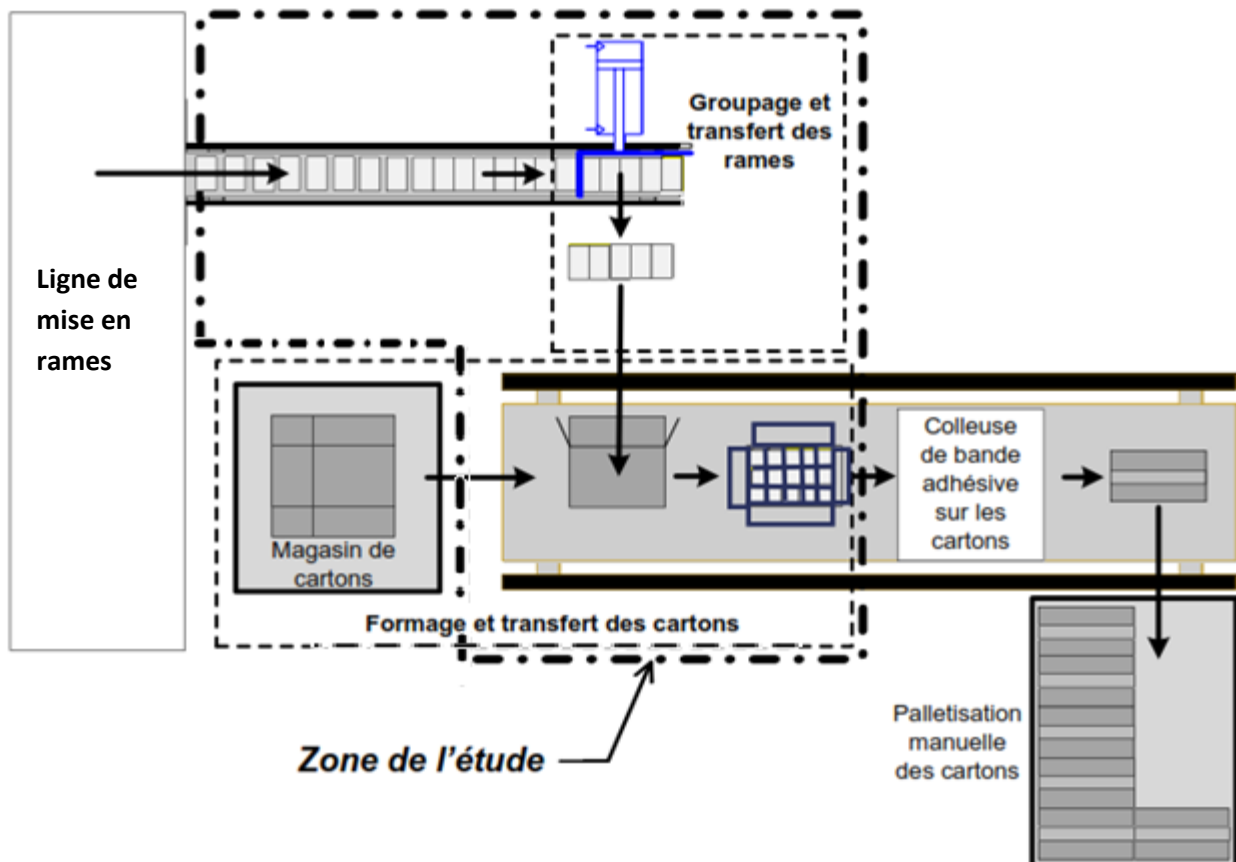 Groupage et
transfert des
rames
Ligne de
mise en
rames
Magasin de
cartons
Colleuse
de bande
adhésive
sur les
cartons
Formage et transfert des cartons
Zone de l'étude
Palletisation
manuelle
des cartons